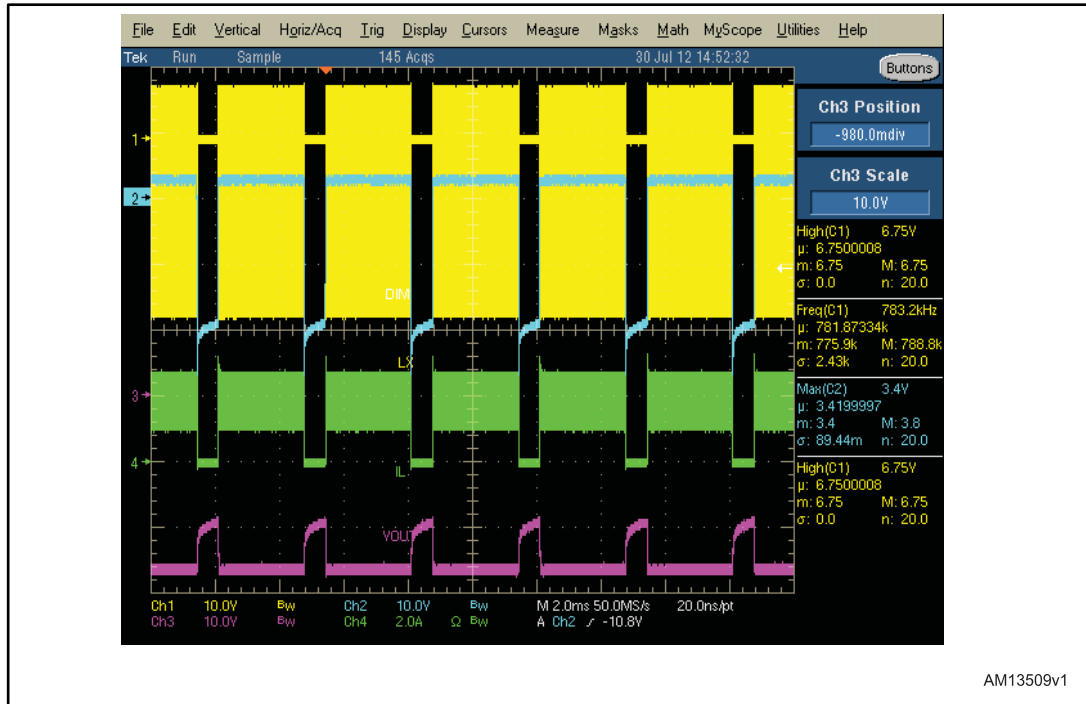 File Edit Vertical Horiz/Acq Trig Display Cursors Measure Masks Math MyScope Utilities Help
Tek Run Sample 145 Acqs 30 Jul 12 14:52:32
Buttons
Ch3 Position
-980.0mdiv
Ch3 Scale
10.0V
1
2
3
4
DIM
LX
IL
VOUT
High(C1) 6.75V
µ: 6.7500008
m: 6.75 M: 6.75
σ: 0.0 n: 20.0
Freq(C1) 783.2kHz
µ: 781.87334k
m: 775.9k M: 788.8k
σ: 2.43k n: 20.0
Max(C2) 3.4V
µ: 3.4199997
m: 3.4 M: 3.8
σ: 89.44m n: 20.0
High(C1) 6.75V
µ: 6.7500008
m: 6.75 M: 6.75
σ: 0.0 n: 20.0
Ch1 10.0V Bw Ch2 10.0V Bw M 2.0ms 50.0MS/s 20.0ns/pt
Ch3 10.0V Bw Ch4 2.0A Ω Bw A Ch2 ⌿ -10.8V
AM13509v1